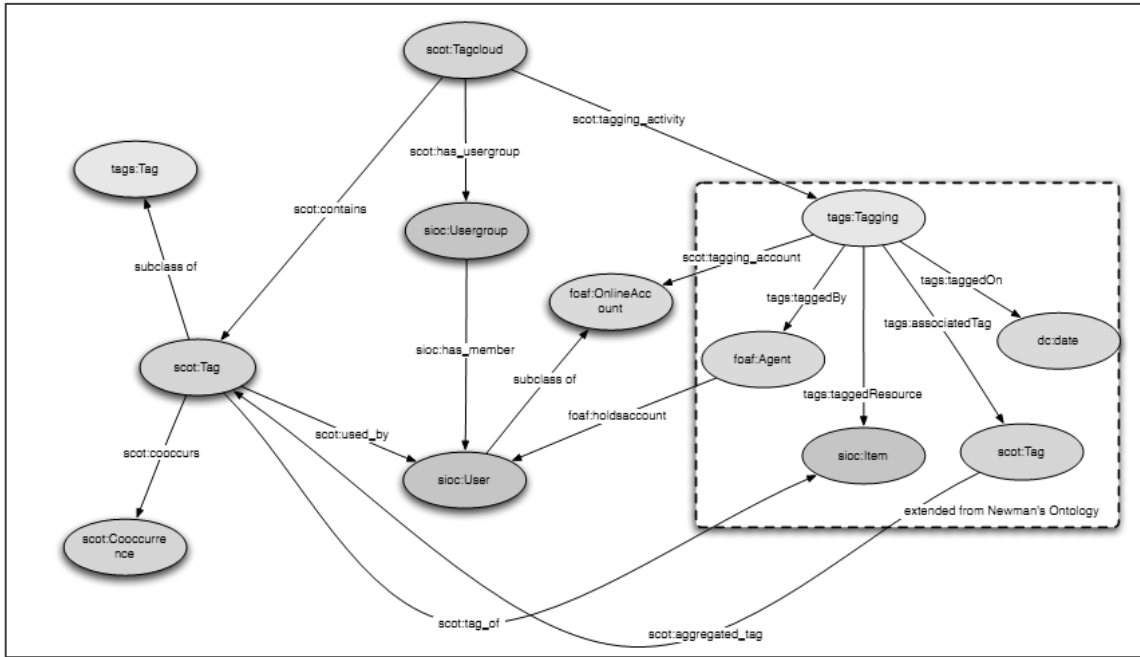 scot:Tagcloud
scot:tagging_activity
scot:has_usergroup
tags:Tag
scot:contains
tags:Tagging
sioc:Usergroup
scot:tagging_account
subclass of
tags:taggedOn
foaf:OnlineAcc
ount
tags:taggedBy
tags:associatedTag
dc:date
sioc:has_member
foaf:Agent
scot:Tag
subclass of
tags:taggedResource
foaf:holdsaccount
scot:used_by
scot:cooccurs
sioc:Item
scot:Tag
sioc:User
extended from Newman's Ontology
scot:Cooccurre
nce
scot:tag_of
scot:aggregated_tag